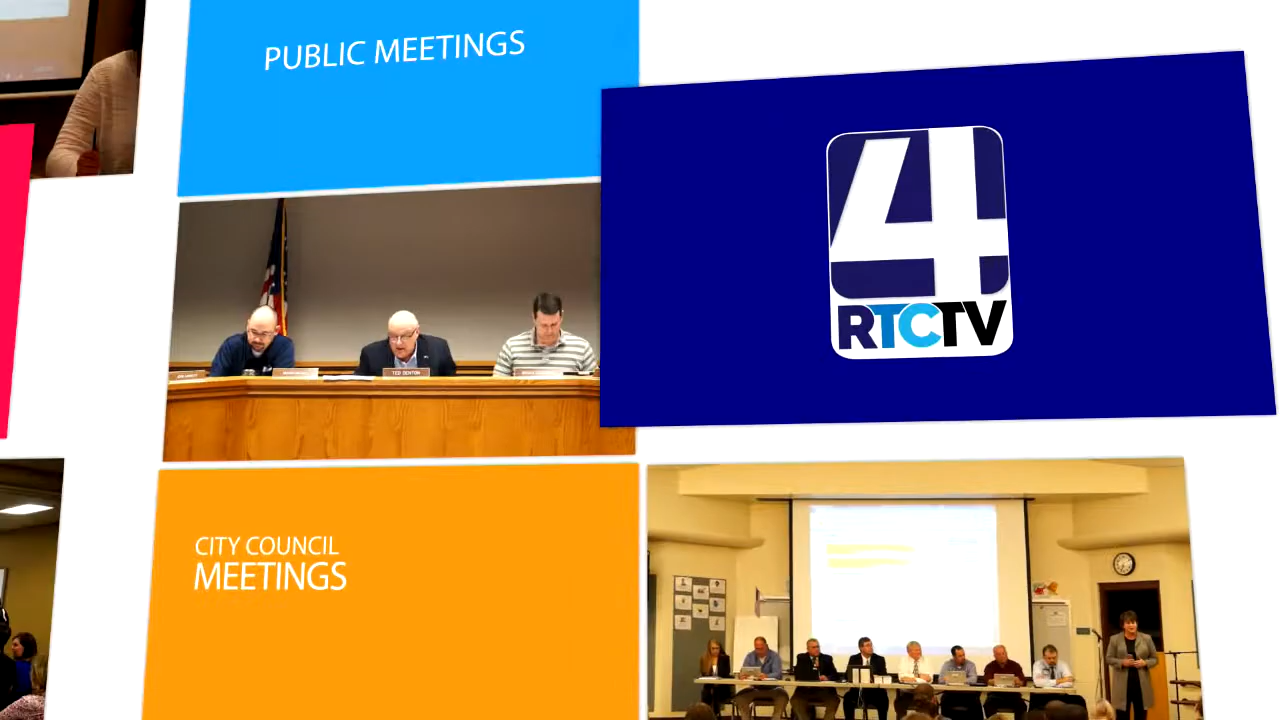 PUBLIC MEETINGS
4
RTCTV
TED DENTON
CITY COUNCIL
MEETINGS